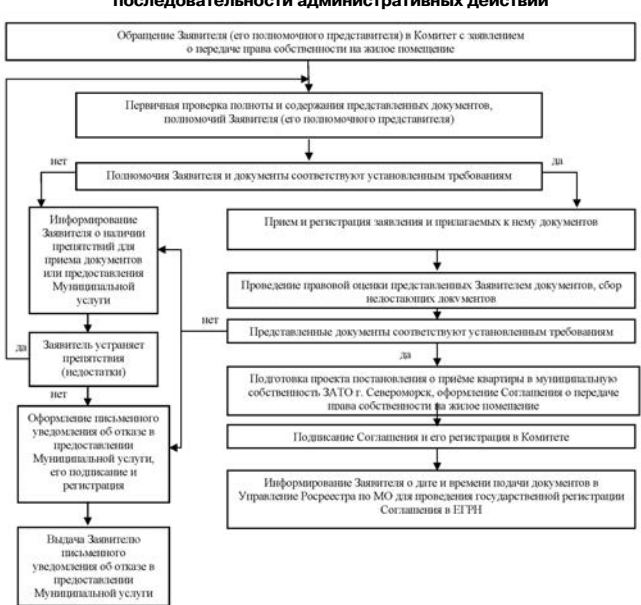 последовательности административных действий
Обращение Заявителя (его полномочного представителя) в Комитет с заявлением
о передаче права собственности на жилое помещение
Первичная проверка полноты и содержания представленных документов,
полномочий Заявителя (его полномочного представителя)
нет
да
Полномочия Заявителя и документы соответствуют установленным требованиям
Информирование
Заявителя о наличии
препятствий для
приема документов
или предоставления
Муниципальной
услуги
Прием и регистрация заявления и прилагаемых к нему документов
Проведение правовой оценки представленных Заявителем документов, сбор
недостающих документов
нет
Представленные документы соответствуют установленным требованиям
да
Заявитель устраняет
препятствия
(недостатки)
да
нет
Подготовка проекта постановления о приёме квартиры в муниципальную
собственность ЗАТО г. Североморск, оформление Соглашения о передаче
права собственности на жилое помещение
Оформление письменного
уведомления об отказе в
предоставлении
Муниципальной услуги,
его подписание и
регистрация
Подписание Соглашения и его регистрация в Комитете
Информирование Заявителя о дате и времени подачи документов в
Управление Росреестра по МО для проведения государственной регистрации
Соглашения в ЕГРН
Выдача Заявителю
письменного
уведомления об отказе в
предоставлении
Муниципальной услуги